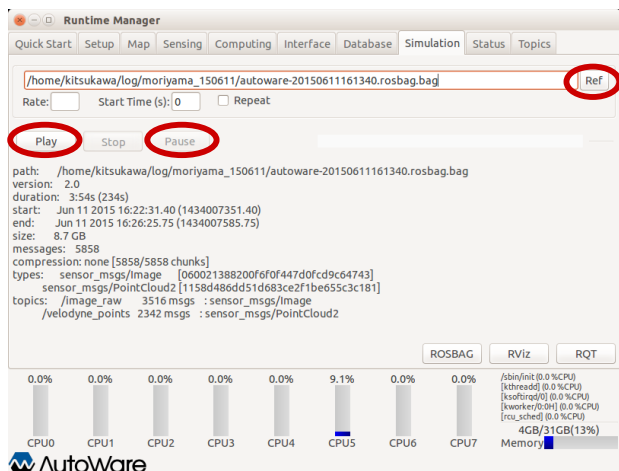 Runtime Manager
Quick Start Setup Map Sensing Computing Interface Database Simulation Status Topics
/home/kitsukawa/log/moriyama_150611/autoware-20150611161340.rosbag.bag Ref
Rate: Start Time (s): 0 Repeat
Play Stop Pause
path: /home/kitsukawa/log/moriyama_150611/autoware-20150611161340.rosbag.bag
version: 2.0
duration: 3:54s (234s)
start: Jun 11 2015 16:22:31.40 (1434007351.40)
end: Jun 11 2015 16:26:25.75 (1434007585.75)
size: 8.7 GB
messages: 5858
compression: none [5858/5858 chunks]
types: sensor_msgs/Image [060021388200f6f0f447d0fcd9c64743]
sensor_msgs/PointCloud2 [1158d486dd51d683ce2f1be655c3c181]
topics: /image_raw 3516 msgs : sensor_msgs/Image
/velodyne_points 2342 msgs : sensor_msgs/PointCloud2
ROSBAG RViz RQT
0.0% 0.0% 0.0% 0.0% 0.0% 9.1% 0.0% 0.0%
/sbin/init (0.0 %CPU)
[kthreadd] (0.0 %CPU)
[ksoftirqd/0] (0.0 %CPU)
[kworker/0:0H] (0.0 %CPU)
[rcu_sched] (0.0 %CPU)
4GB/31GB(13%)
CPU0 CPU1 CPU2 CPU3 CPU4 CPU5 CPU6 CPU7 Memory
AutoWare